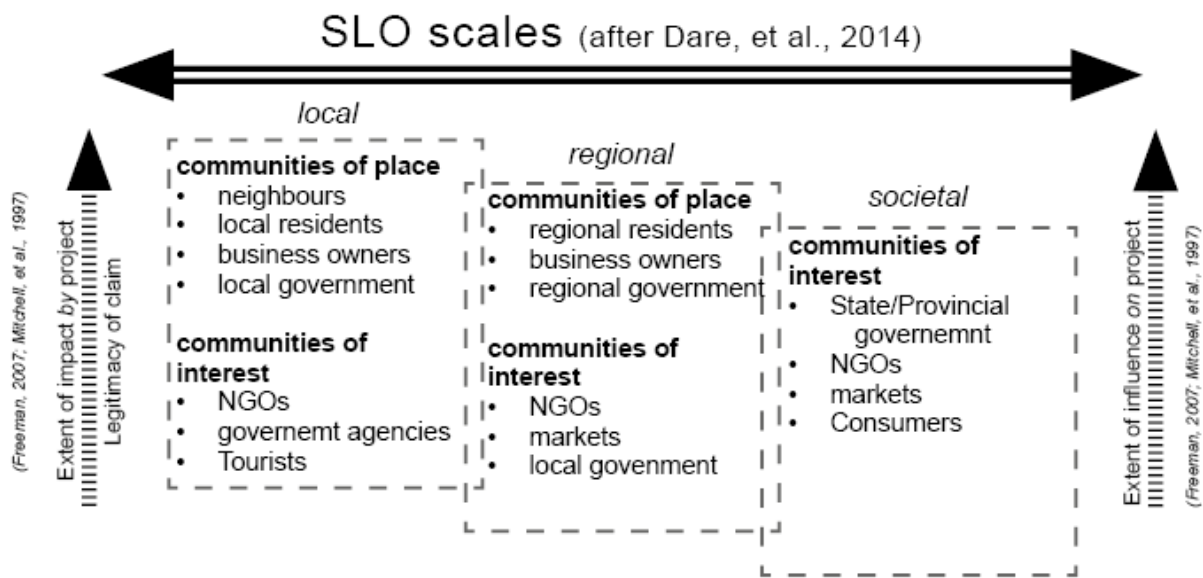 SLO scales (after Dare, et al., 2014)
(Freeman, 2007; Mitchell, et al., 1997)
Extent of impact by project
Legitimacy of claim
local
communities of place
• neighbours
• local residents
• business owners
• local government
communities of
interest
• NGOs
• governemt agencies
• Tourists
regional
communities of place
• regional residents
• business owners
• regional government
communities of
interest
• NGOs
• markets
• local govenment
societal
communities of
interest
• State/Provincial
governemnt
• NGOs
• markets
• Consumers
Extent of influence on project
(Freeman, 2007; Mitchell, et al., 1997)